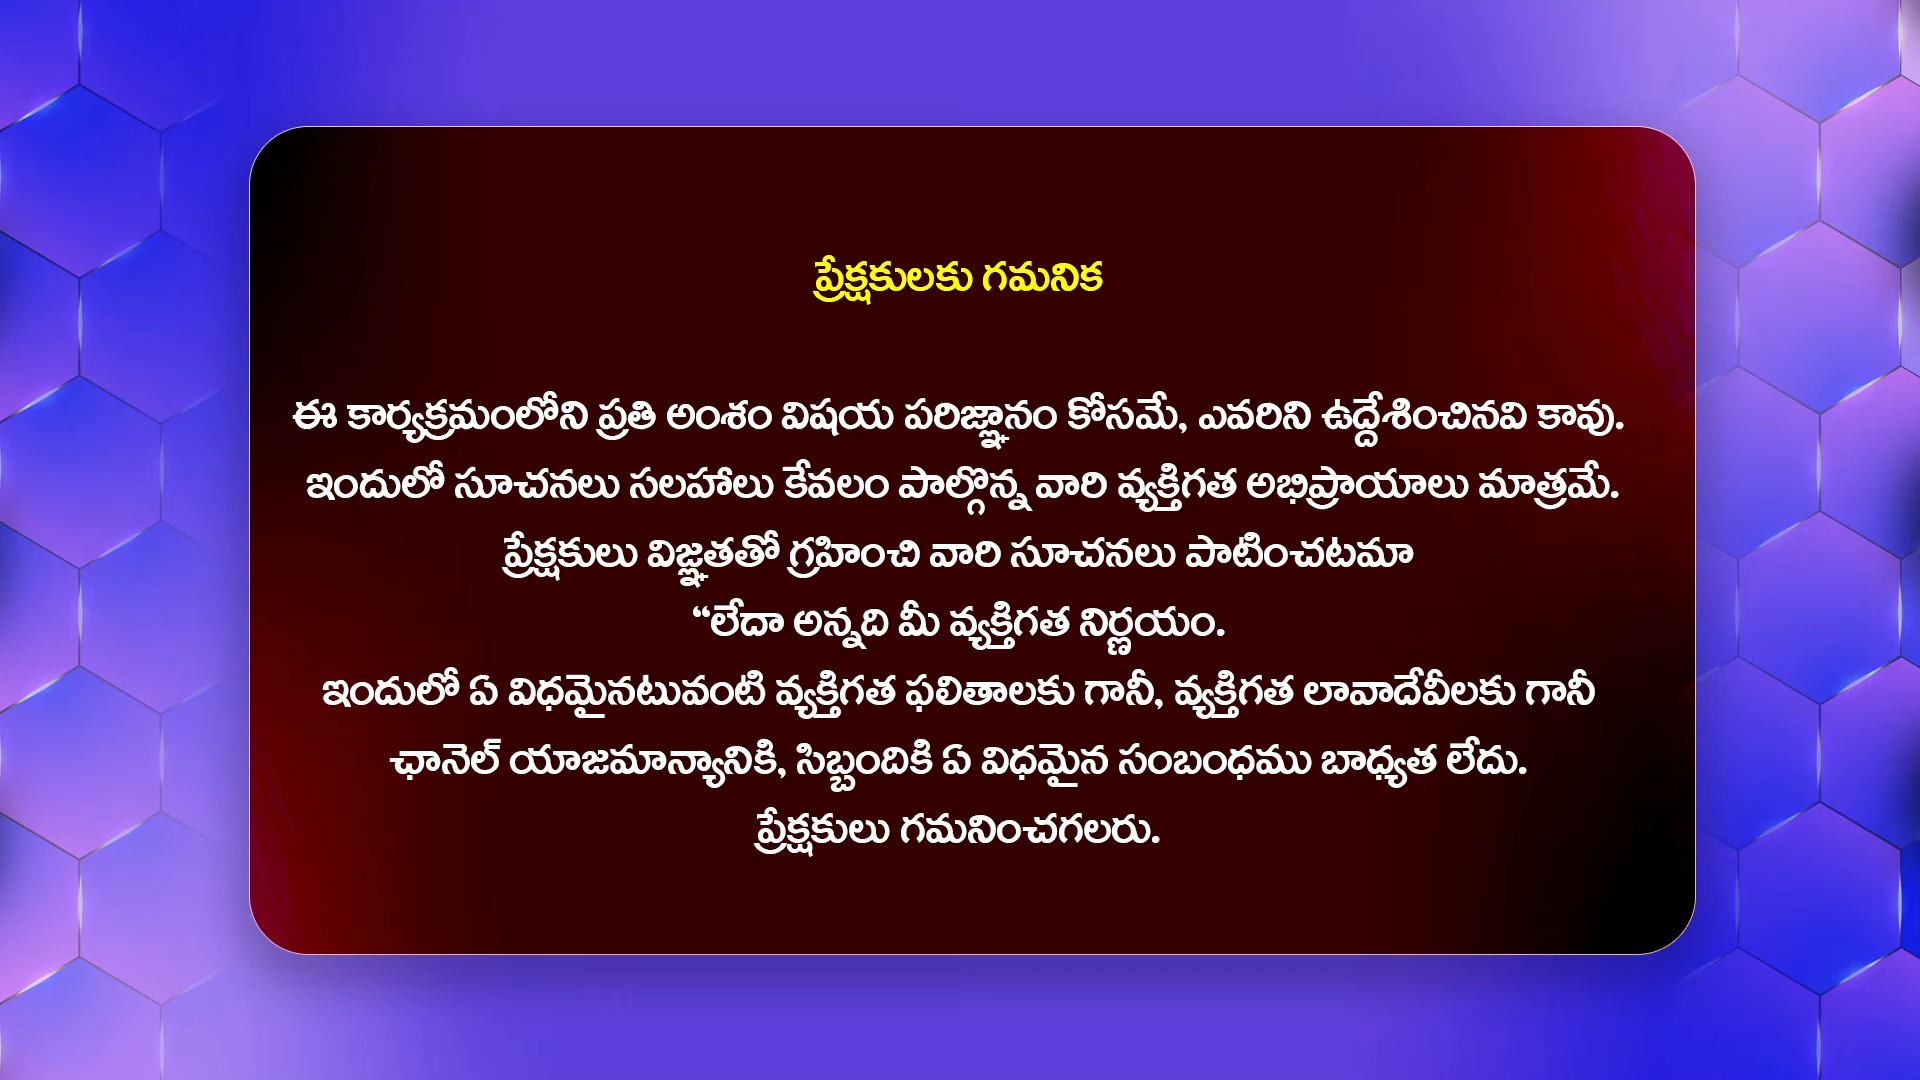 ప్రేక్షకులకు గమనిక
ఈ కార్యక్రమంలోని ప్రతి అంశం విషయ పరిజ్ఞానం కోసమే, ఎవరిని ఉద్దేశించినవి కావు.
ఇందులో సూచనలు సలహాలు కేవలం పాల్గొన్న వారి వ్యక్తిగత అభిప్రాయాలు మాత్రమే.
ప్రేక్షకులు విజ్ఞతతో గ్రహించి వారి సూచనలు పాటించటమా
“లేదా అన్నది మీ వ్యక్తిగత నిర్ణయం.
ఇందులో ఏ విధమైనటువంటి వ్యక్తిగత ఫలితాలకు గానీ, వ్యక్తిగత లావాదేవీలకు గానీ
ఛానెల్ యాజమాన్యానికి, సిబ్బందికి ఏ విధమైన సంబంధము బాధ్యత లేదు.
ప్రేక్షకులు గమనించగలరు.